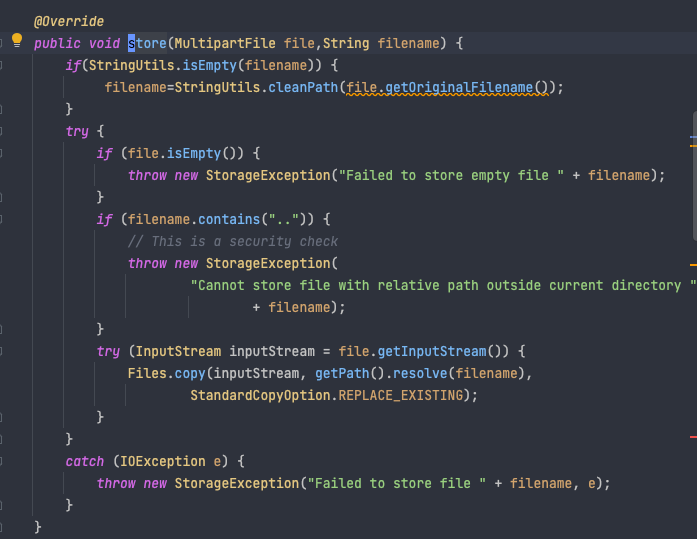 @Override
public void store(MultipartFile file,String filename) {
if(StringUtils.isEmpty(filename)) {
filename=StringUtils.cleanPath(file.getOriginalFilename());
}
try {
if (file.isEmpty()) {
throw new StorageException("Failed to store empty file " + filename);
}
if (filename.contains("..")) {
// This is a security check
throw new StorageException(
"Cannot store file with relative path outside current directory "
+ filename);
}
try (InputStream inputStream = file.getInputStream()) {
Files.copy(inputStream, getPath().resolve(filename),
StandardCopyOption.REPLACE_EXISTING);
}
}
catch (IOException e) {
throw new StorageException("Failed to store file " + filename, e);
}
}